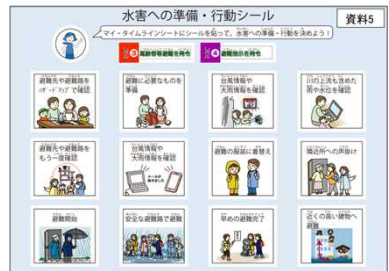 水害への準備・行動シール
資料5
マイ・タイムラインシートにシールを貼って、水害への準備・行動を決めよう！
3 高齢者等避難を発令
4 避難指示を発令
避難先や避難路を
ハザードマップで確認
避難に必要なものを
準備
台風情報や
大雨情報を確認
川の上流も含めた
雨や水位を確認
避難先や避難路を
もう一度確認
台風情報や
大雨情報を確認
避難の服装に着替え
隣近所への声掛け
避難開始
安全な避難路で避難
早めの避難完了
近くの高い建物へ
避難